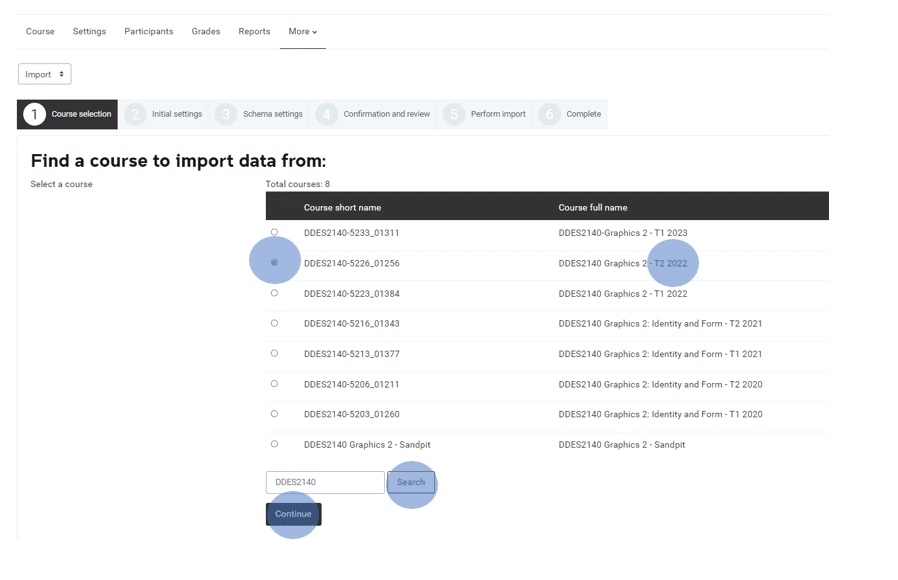 Course Settings Participants Grades Reports More
Import
1 Course selection 2 Initial settings 3 Schema settings 4 Confirmation and review 5 Perform import 6 Complete
Find a course to import data from:
Select a course Total courses: 8
Course short name Course full name
DDES2140-5233_01311 DDES2140-Graphics 2 - T1 2023
DDES2140-5226_01256 DDES2140 Graphics 2 - T2 2022
DDES2140-5223_01384 DDES2140 Graphics 2 - T1 2022
DDES2140-5216_01343 DDES2140 Graphics 2: Identity and Form - T2 2021
DDES2140-5213_01377 DDES2140 Graphics 2: Identity and Form - T1 2021
DDES2140-5206_01211 DDES2140 Graphics 2: Identity and Form - T2 2020
DDES2140-5203_01260 DDES2140 Graphics 2: Identity and Form - T1 2020
DDES2140 Graphics 2 - Sandpit DDES2140 Graphics 2 - Sandpit
DDES2140 Search
Continue